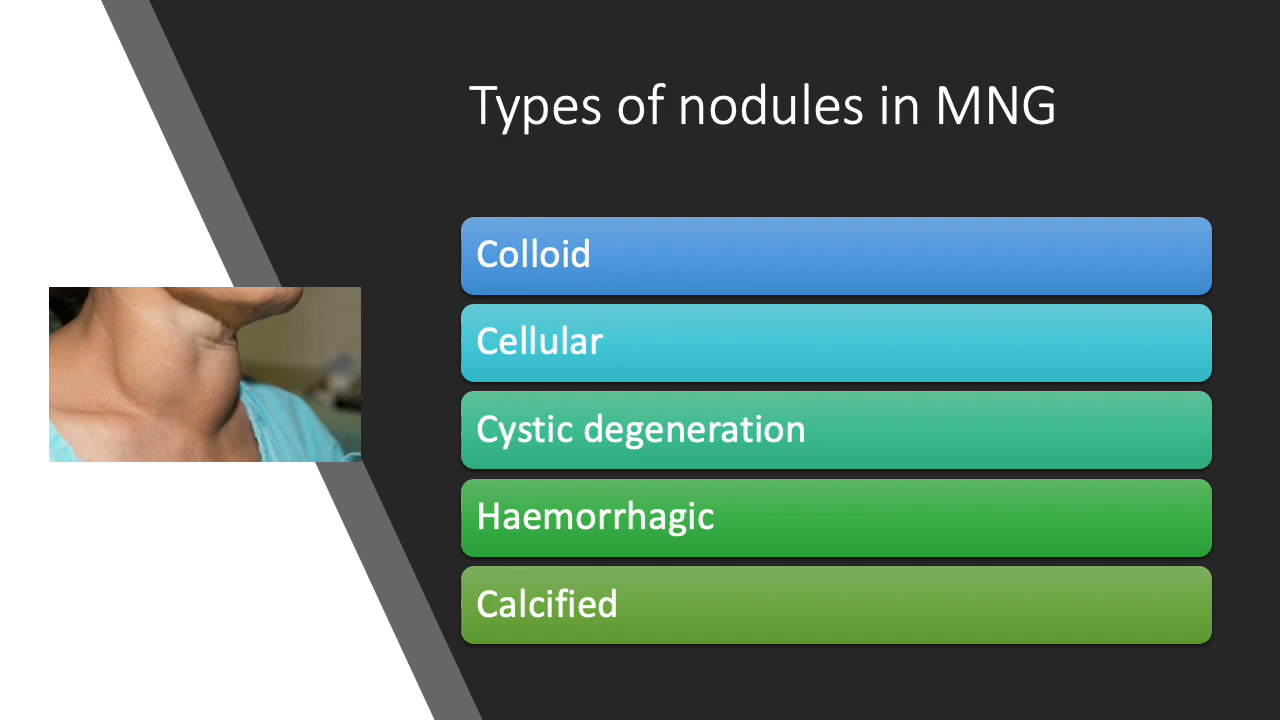 Types of nodules in MNG
Colloid
Cellular
Cystic degeneration
Haemorrhagic
Calcified